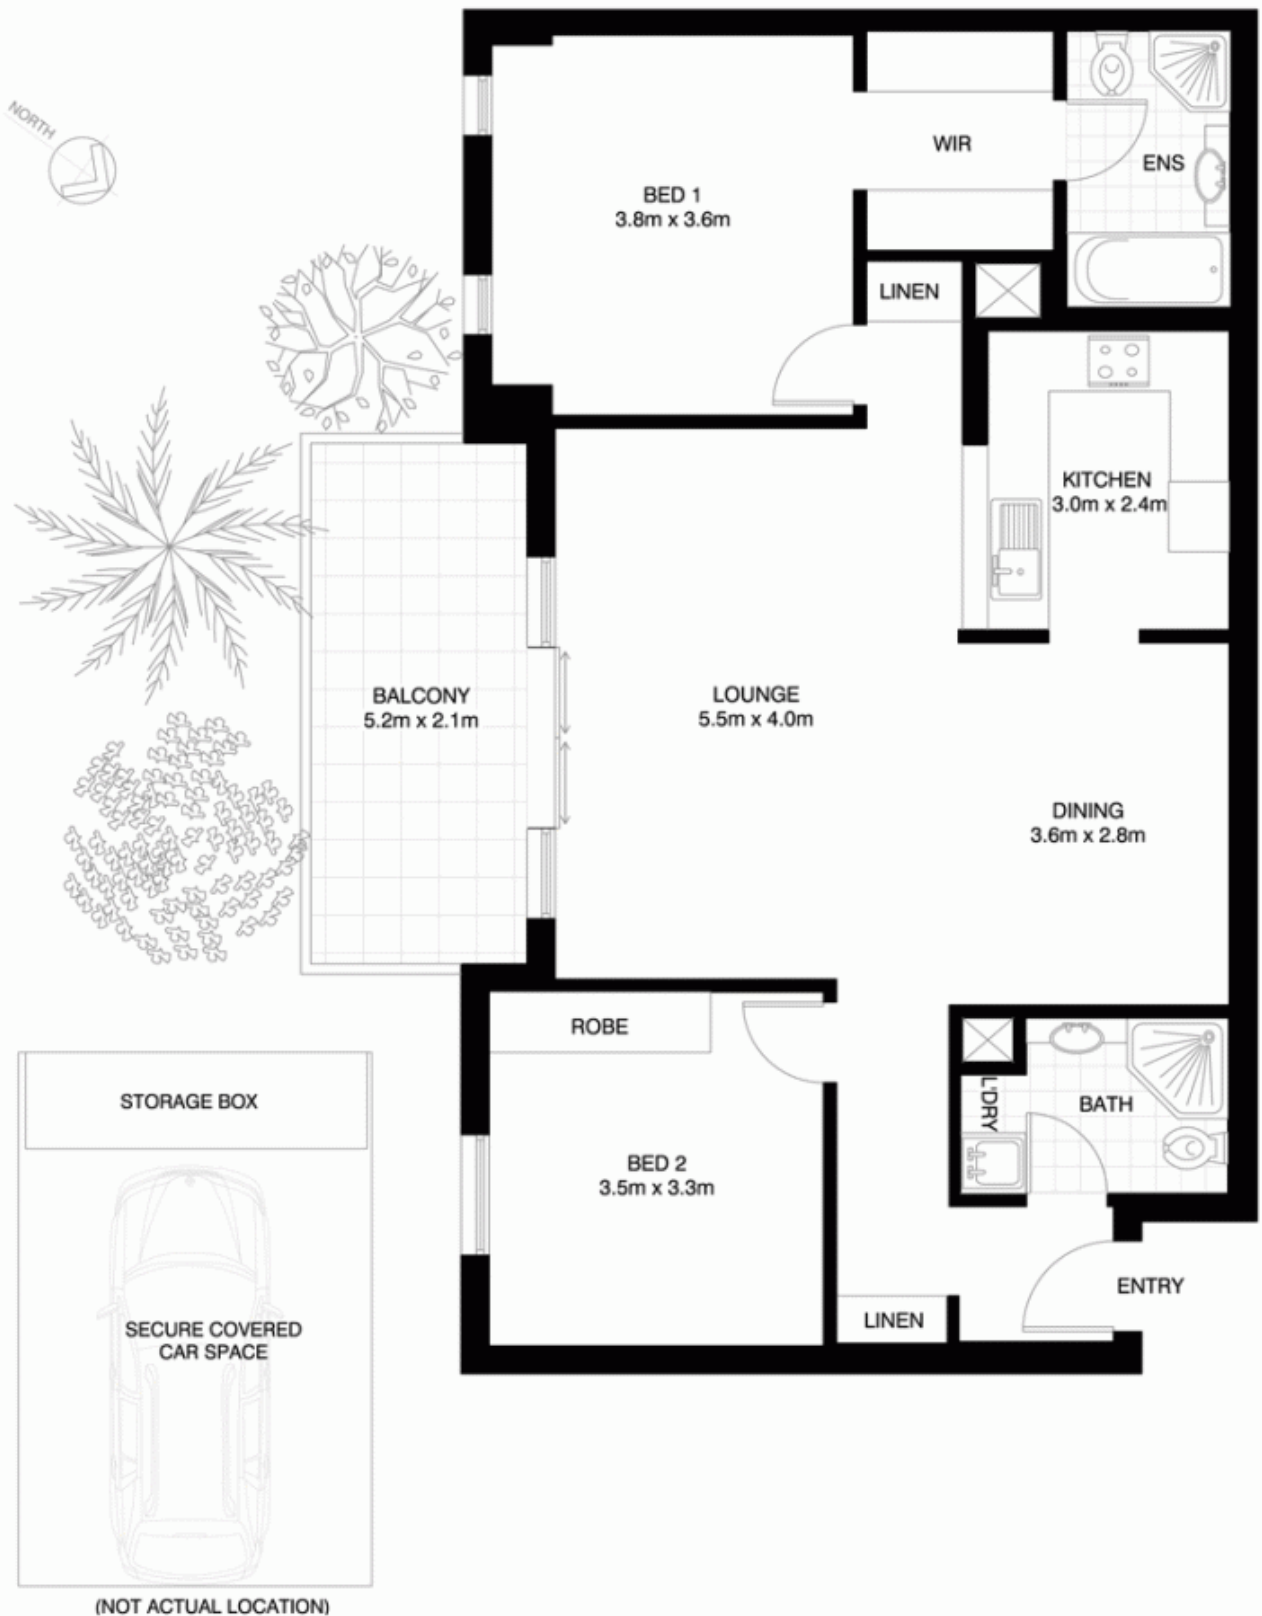 NORTH
WIR
ENS
BED 1
3.8m x 3.6m
LINEN
KITCHEN
3.0m x 2.4m
BALCONY
5.2m x 2.1m
LOUNGE
5.5m x 4.0m
DINING
3.6m x 2.8m
ROBE
STORAGE BOX
L'DRY
BATH
BED 2
3.5m x 3.3m
ENTRY
LINEN
SECURE COVERED
CAR SPACE
(NOT ACTUAL LOCATION)